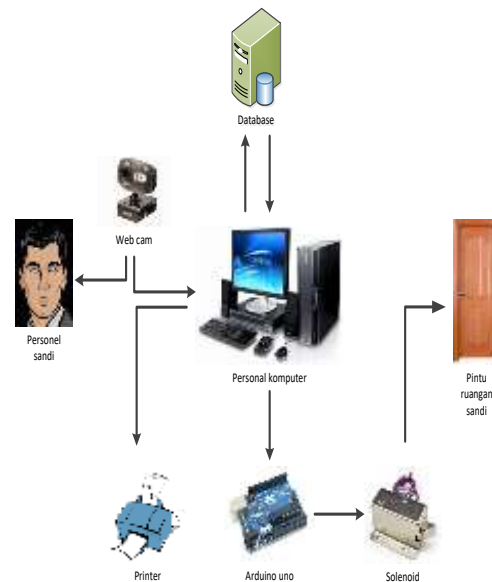 Database
Web cam
Personel
sandi
Personal komputer
Pintu
ruangan
sandi
Printer
Arduino uno
Solenoid